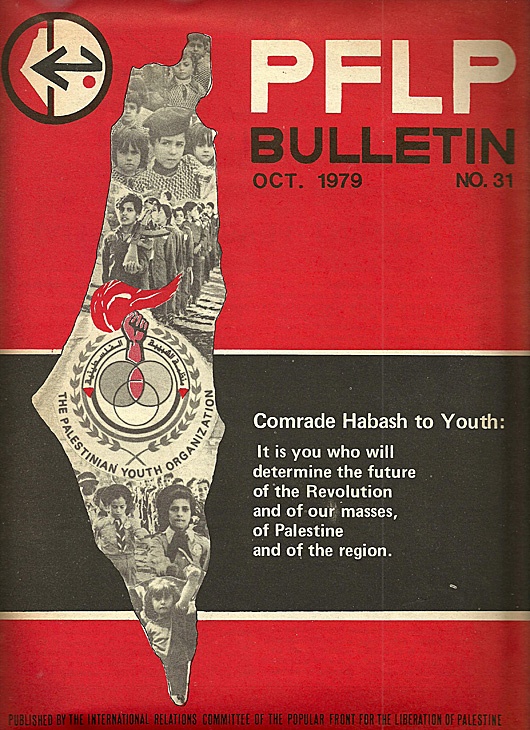 PFLP
BULLETIN
OCT. 1979 NO. 31
THE PALESTINIAN YOUTH ORGANIZATION
Comrade Habash to Youth:
It is you who will
determine the future
of the Revolution
and of our masses,
of Palestine
and of the region.
PUBLISHED BY THE INTERNATIONAL RELATIONS COMMITTEE OF THE POPULAR FRONT FOR THE LIBERATION OF PALESTINE